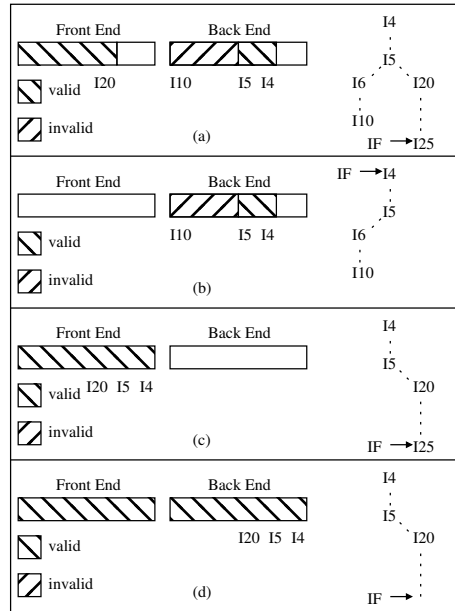 Front End Back End I4
I5
I20 I10 I5 I4 I6 I20
valid
I10
invalid (a) IF I25
Front End Back End IF I4
I5
I10 I5 I4 I6
valid
invalid (b) I10
Front End Back End I4
I20 I5 I4 I5
valid I20
invalid (c) IF I25
Front End Back End I4
I5
I20 I5 I4 I20
valid
invalid (d) IF